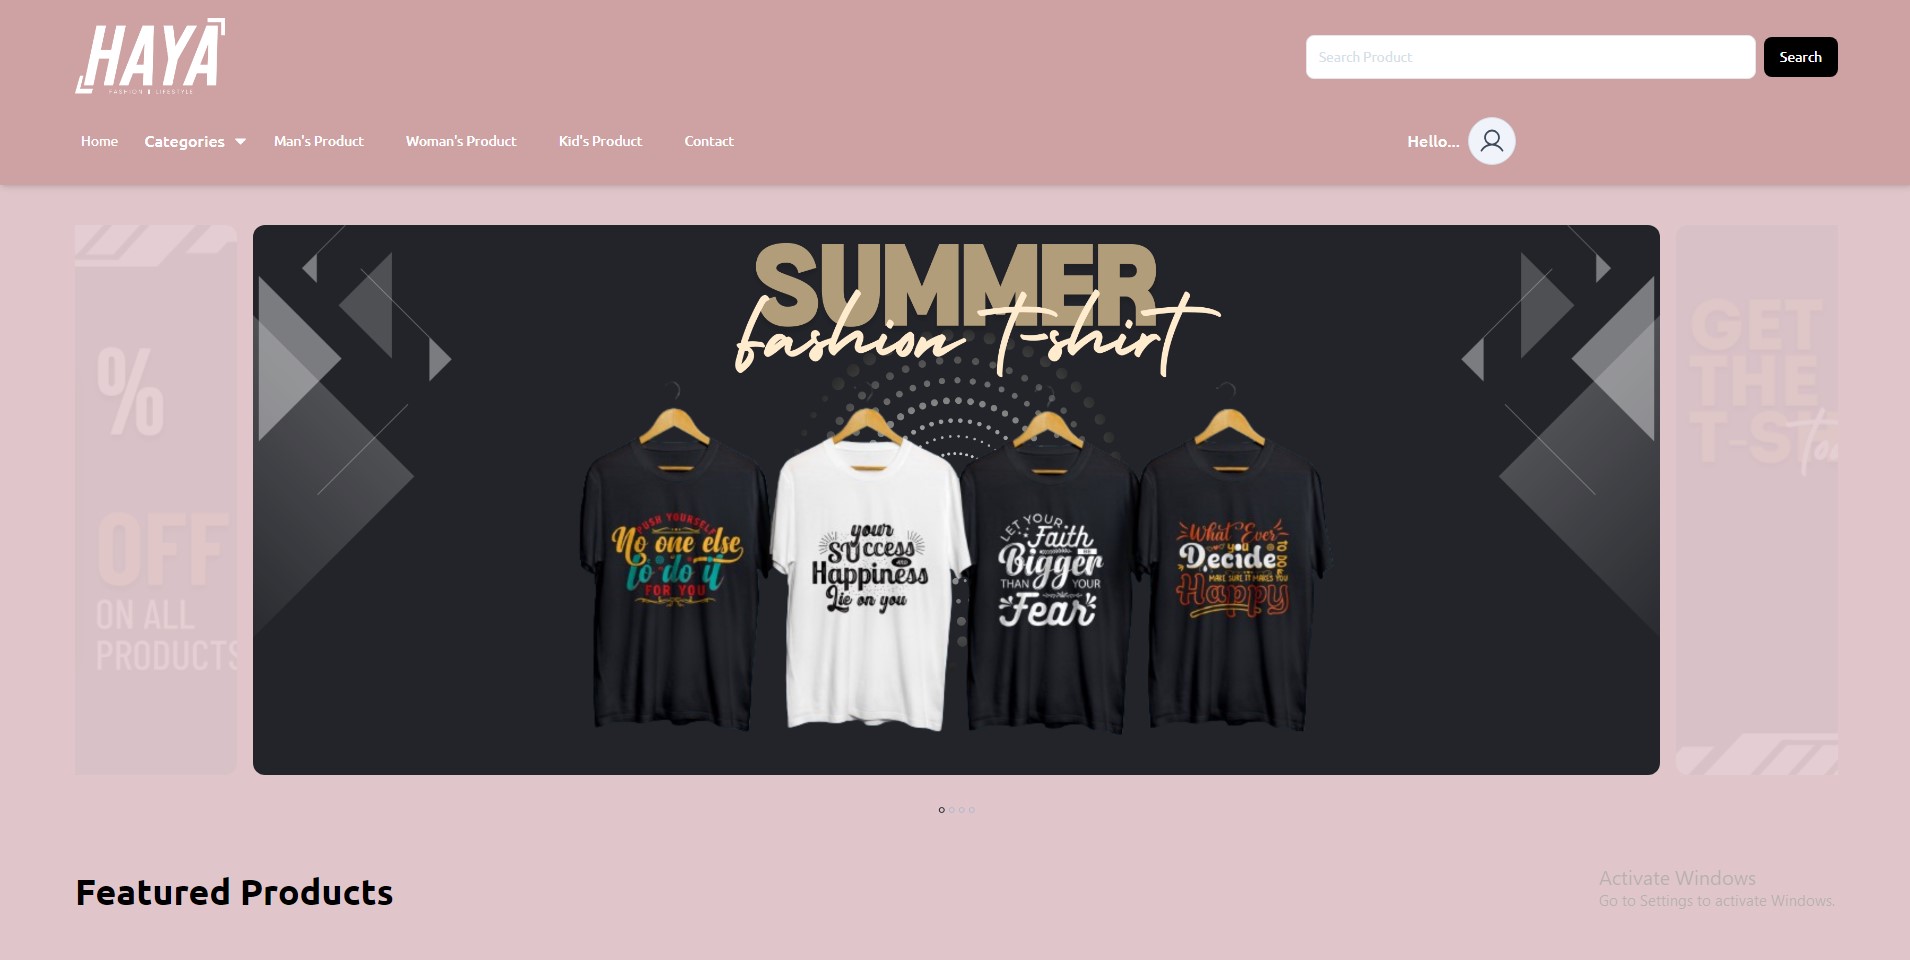 HAYA
FASHION & LIFESTYLE
Search Product
Search
Home
Categories
Man's Product
Woman's Product
Kid's Product
Contact
Hello...
%
OFF
ON ALL
PRODUCTS
SUMMER
fashion t-shirt
PUSH YOURSELF
No one else
to do it
FOR YOU
your
Success
AND
Happiness
Lie on you
LET YOUR
Faith
BE
Bigger
THAN YOUR
Fear
What Ever
you
Decide
TO DO
MAKE SURE IT MAKES YOU
Happy
GET
THE
T-S
Featured Products
Activate Windows
Go to Settings to activate Windows.